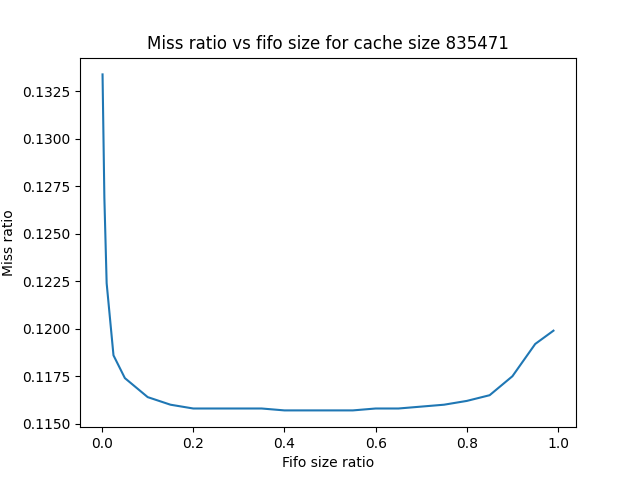 Miss ratio vs fifo size for cache size 835471
0.1325
0.1300
0.1275
0.1250
0.1225
0.1200
0.1175
0.1150
Miss ratio
0.0 0.2 0.4 0.6 0.8 1.0
Fifo size ratio